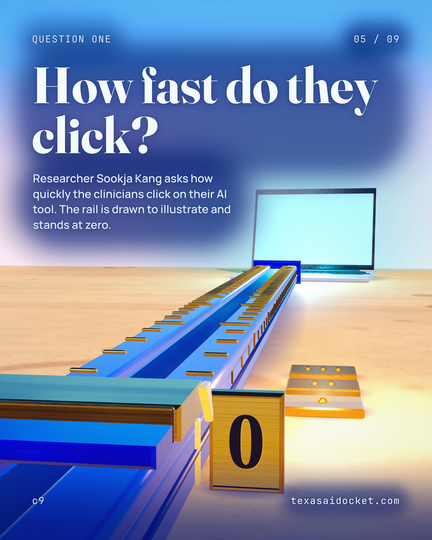 QUESTION ONE
05 / 09
How fast do they
click?
Researcher Sookja Kang asks how
quickly the clinicians click on their AI
tool. The rail is drawn to illustrate and
stands at zero.
0
c9
texasaidocket.com